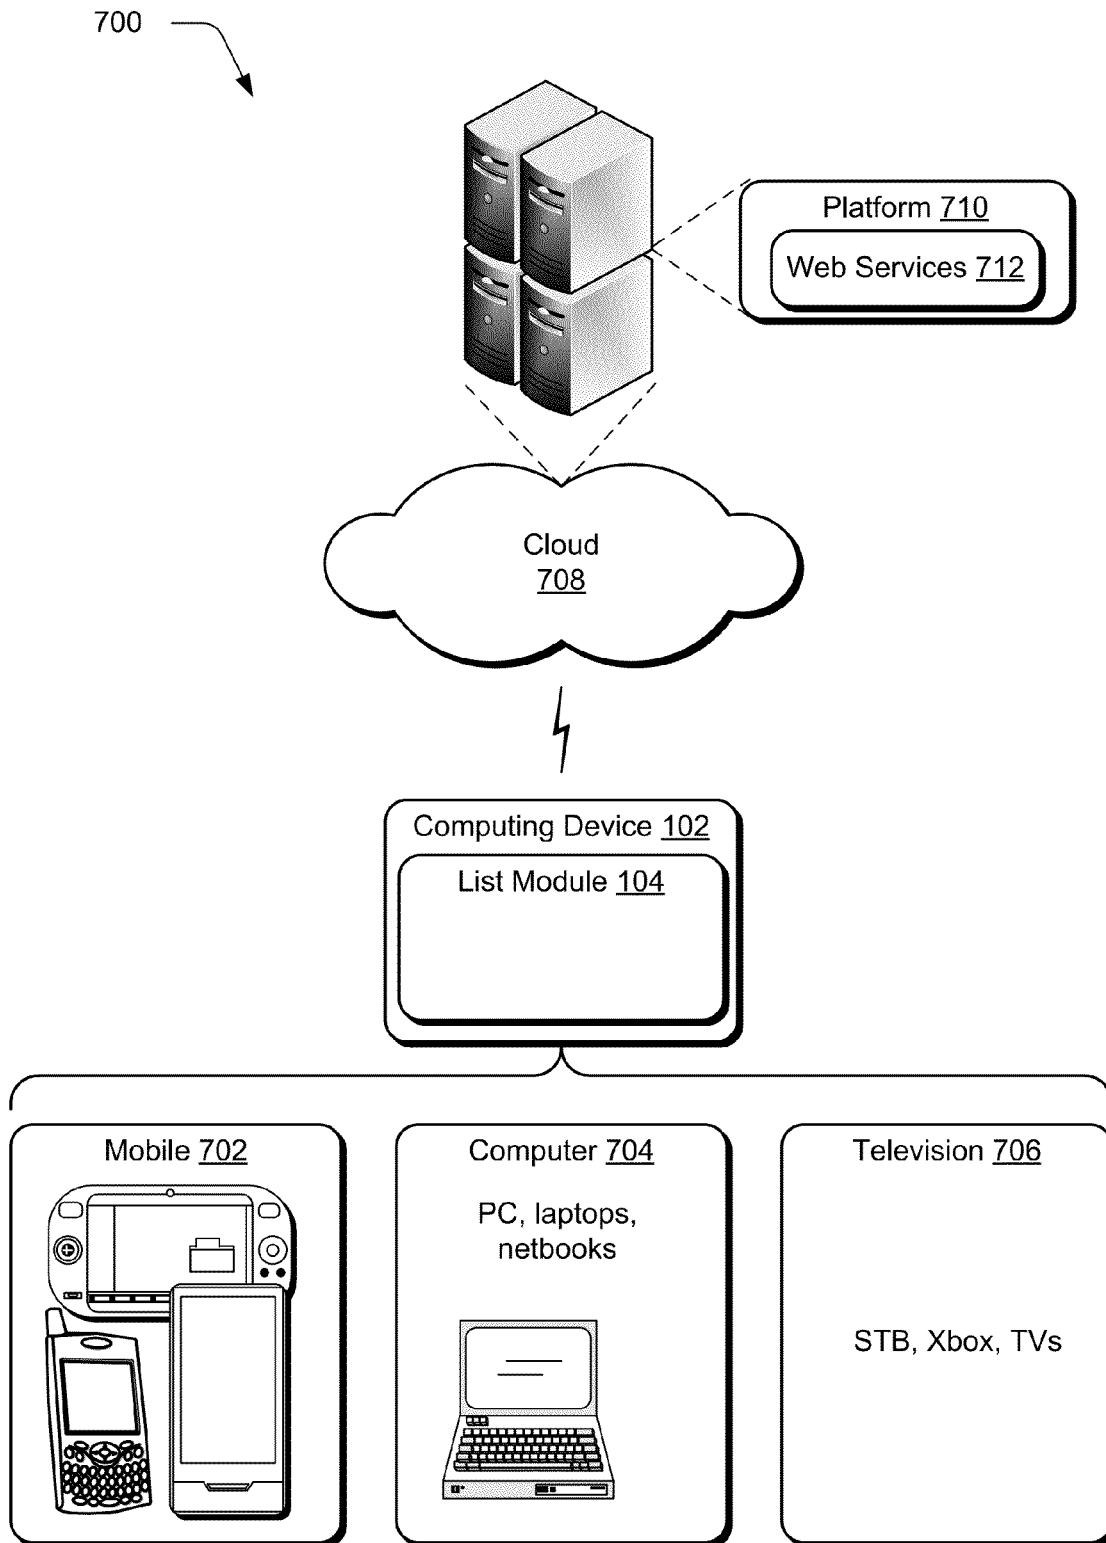 700
Platform 710
Web Services 712
Cloud
708
Computing Device 102
List Module 104
Mobile 702
Computer 704
PC, laptops,
netbooks
Television 706
STB, Xbox, TVs